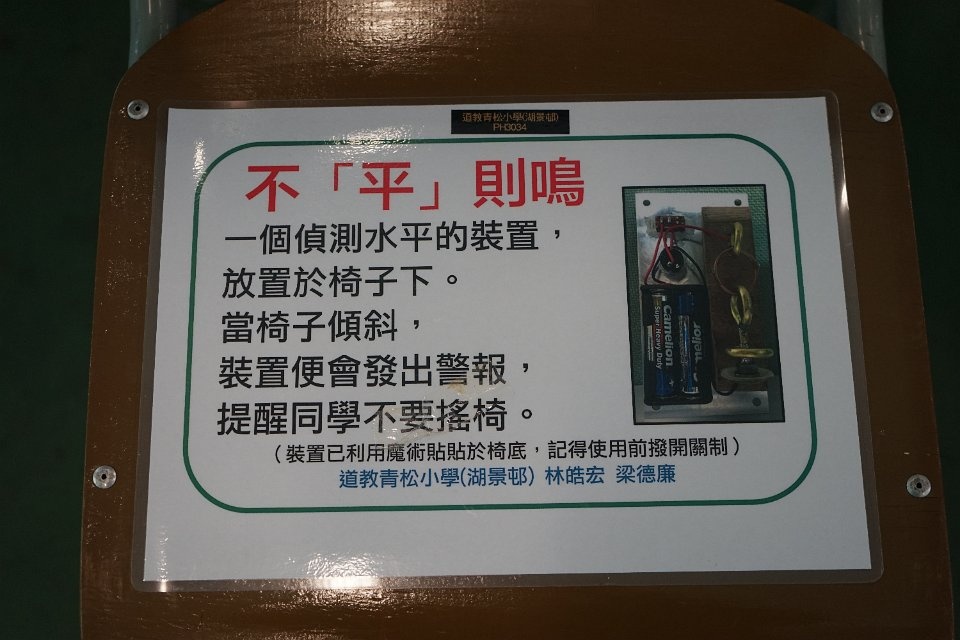 道教青松小學(湖景邨)
PH3034
不「平」則鳴
一個偵測水平的裝置，
放置於椅子下。
當椅子傾斜，
裝置便會發出警報，
提醒同學不要搖椅。
（裝置已利用魔術貼貼於椅底，記得使用前撥開關制）
道教青松小學(湖景邨) 林皓宏 梁德廉
Camelion
Super Heavy Duty